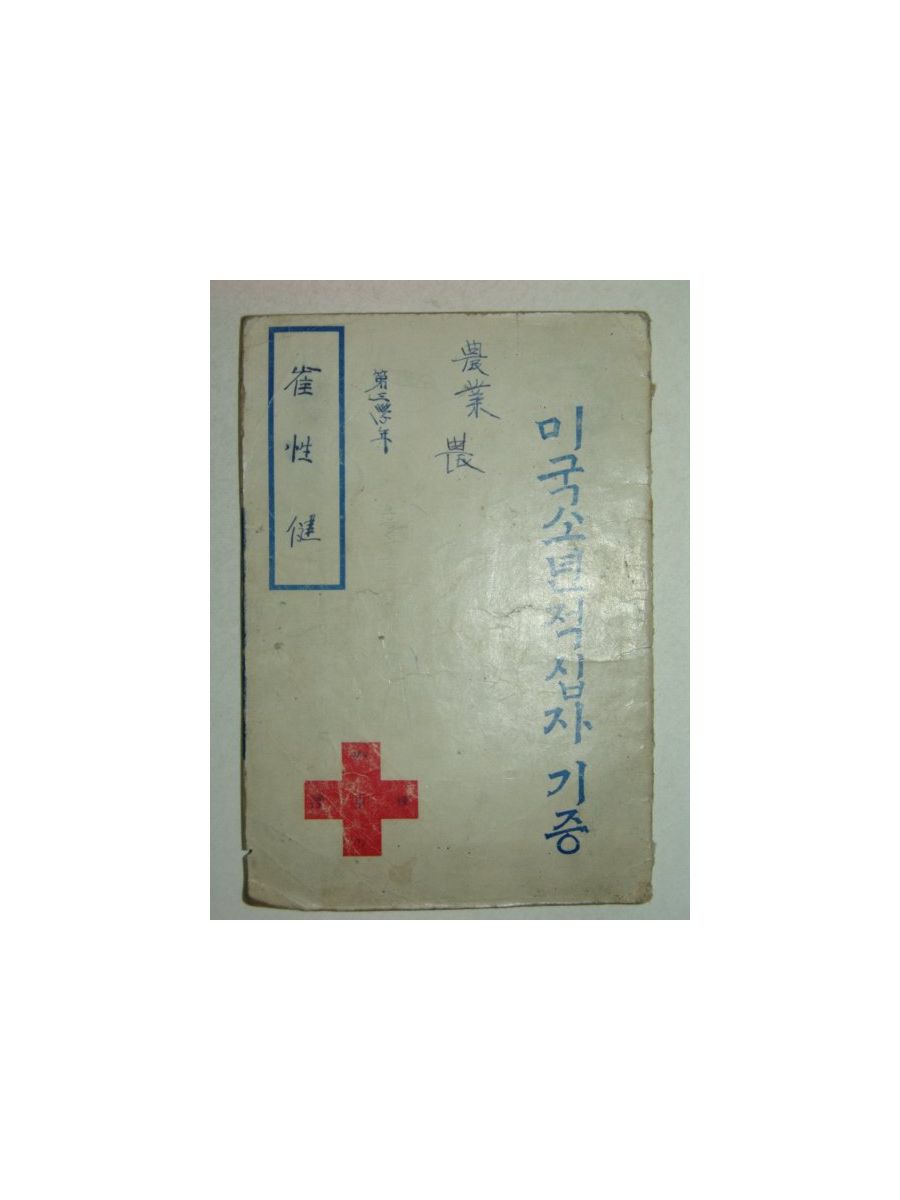 미국소년적십자 기증
農業 農
第三學年
崔性健